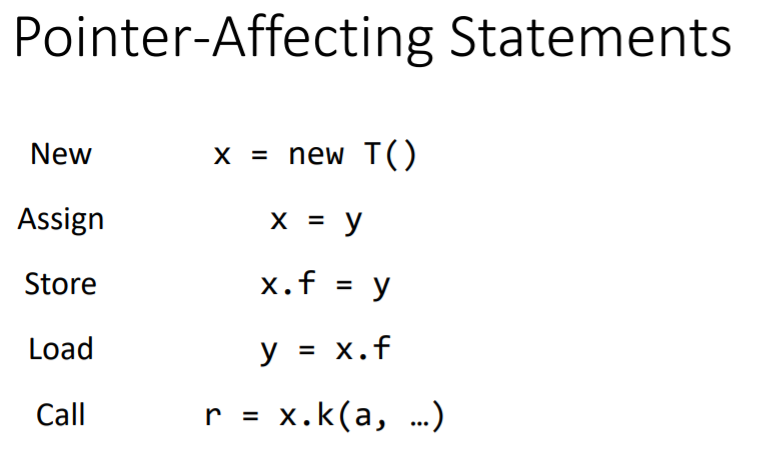 Pointer-Affecting Statements
New x = new T()
Assign x = y
Store x.f = y
Load y = x.f
Call r = x.k(a, …)